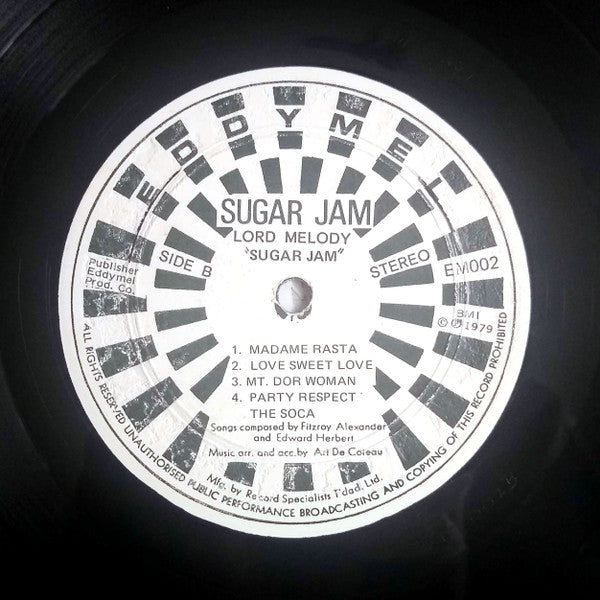 EDDYMEL
SUGAR JAM
LORD MELODY
"SUGAR JAM"
SIDE B
STEREO
EM002
Publisher
Eddymel
Prod. Co.
BMI
© ℗ 1979
1. MADAME RASTA
2. LOVE SWEET LOVE
3. MT. DOR WOMAN
4. PARTY RESPECT
THE SOCA
Songs composed by Fitzroy Alexander
and Edward Herbert
Music arr. and acc. by Art De Coteau
Mfg. by Record Specialists T'dad. Ltd.
ALL RIGHTS RESERVED UNAUTHORISED PUBLIC PERFORMANCE BROADCASTING AND COPYING OF THIS RECORD PROHIBITED